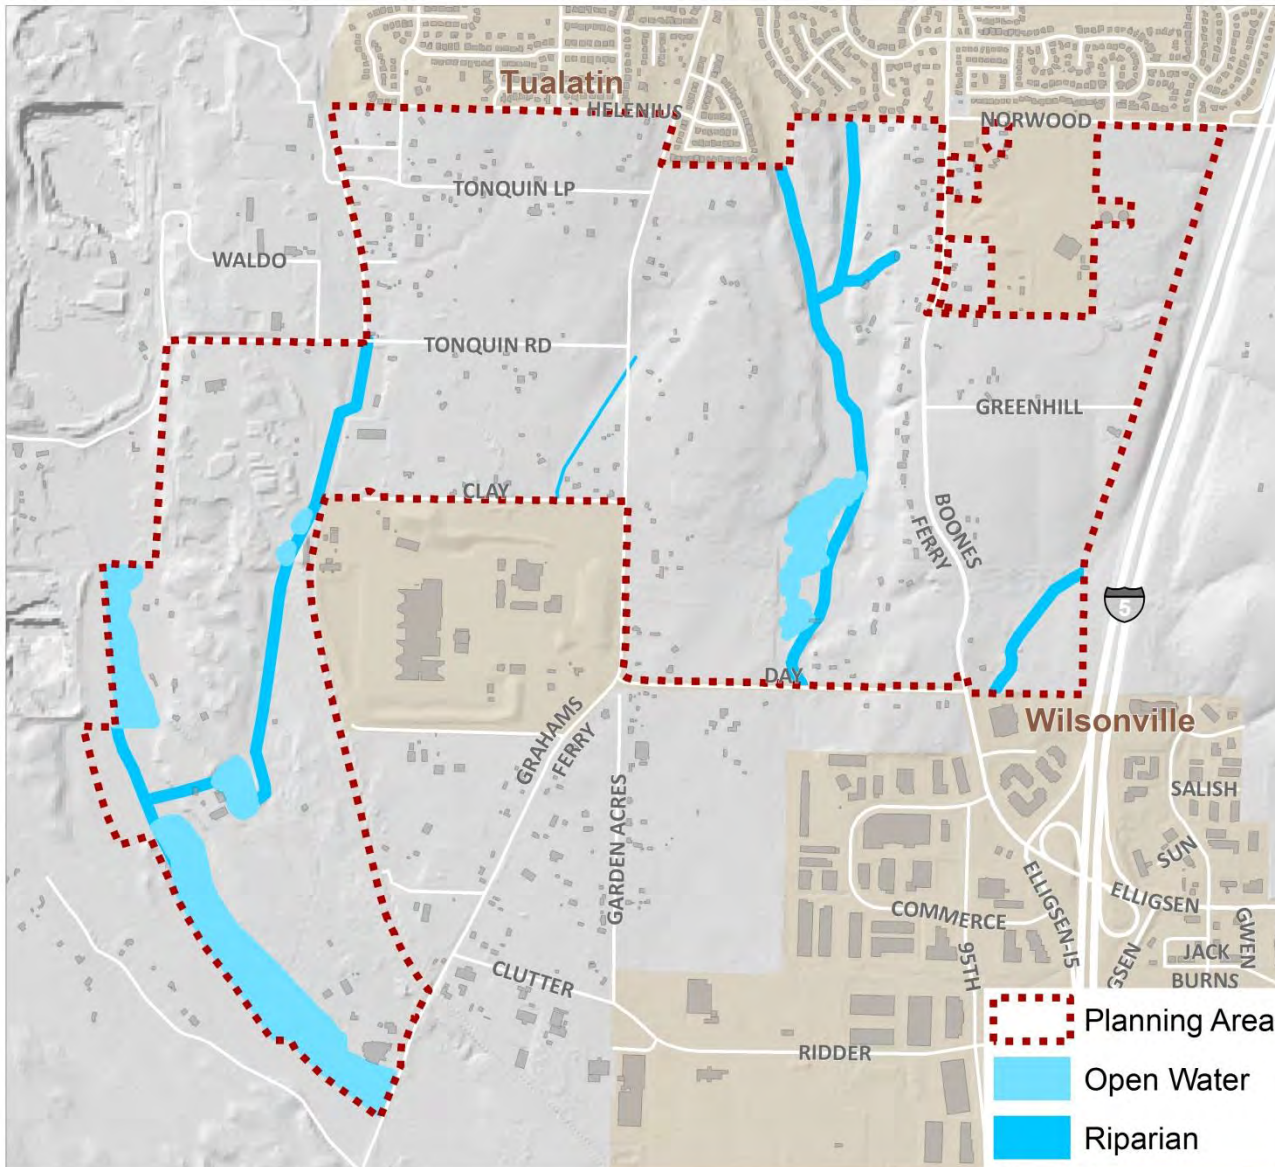 Tualatin
HELENIUS
NORWOOD
TONQUIN LP
WALDO
TONQUIN RD
GREENHILL
CLAY
BOONES
FERRY
5
DAY
GRAHAMS
FERRY
Wilsonville
GARDEN ACRES
SALISH
SUN
ELLIGSEN
ELLIGSEN-I5
COMMERCE
GWEN
95TH
GSEN
JACK
BURNS
CLUTTER
RIDDER
Planning Area
Open Water
Riparian